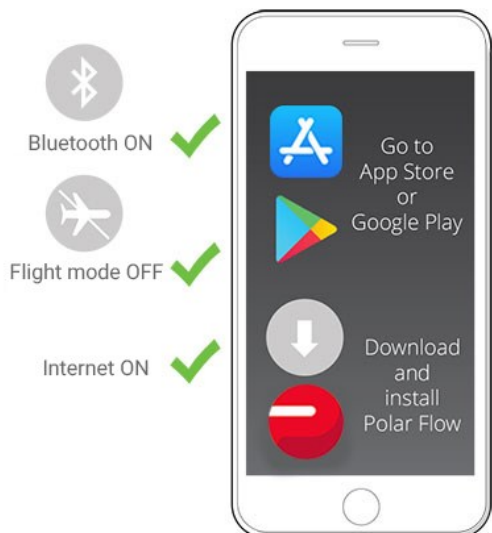 Bluetooth ON
Flight mode OFF
Internet ON
Go to
App Store
or
Google Play
Download
and
install
Polar Flow